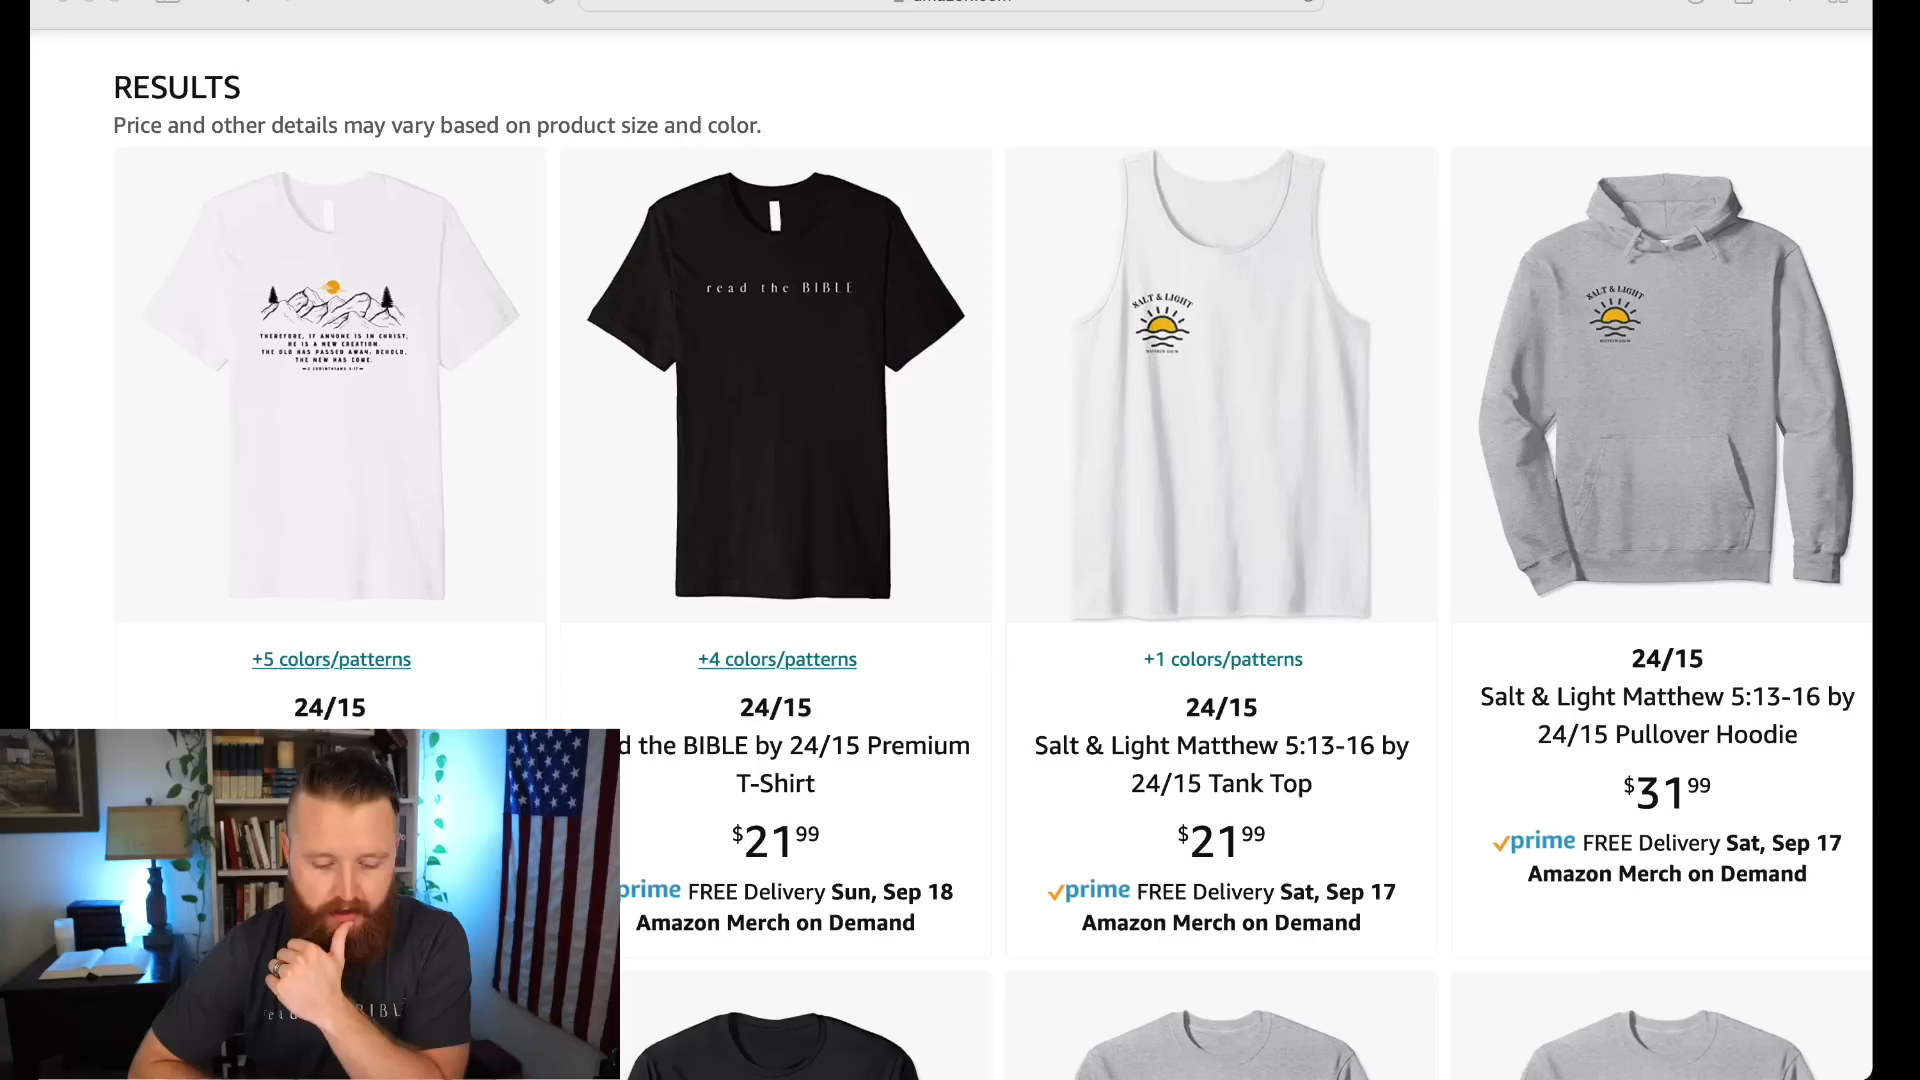 RESULTS
Price and other details may vary based on product size and color.
THEREFORE, IF ANYONE IS IN CHRIST,
HE IS A NEW CREATION.
THE OLD HAS PASSED AWAY; BEHOLD,
THE NEW HAS COME.
2 CORINTHIANS 5:17
read the BIBLE
SALT & LIGHT
MATTHEW 5:13-16
SALT & LIGHT
MATTHEW 5:13-16
+5 colors/patterns
24/15
+4 colors/patterns
24/15
d the BIBLE by 24/15 Premium
T-Shirt
$21 99
prime FREE Delivery Sun, Sep 18
Amazon Merch on Demand
+1 colors/patterns
24/15
Salt & Light Matthew 5:13-16 by
24/15 Tank Top
$21 99
prime FREE Delivery Sat, Sep 17
Amazon Merch on Demand
24/15
Salt & Light Matthew 5:13-16 by
24/15 Pullover Hoodie
$31 99
prime FREE Delivery Sat, Sep 17
Amazon Merch on Demand